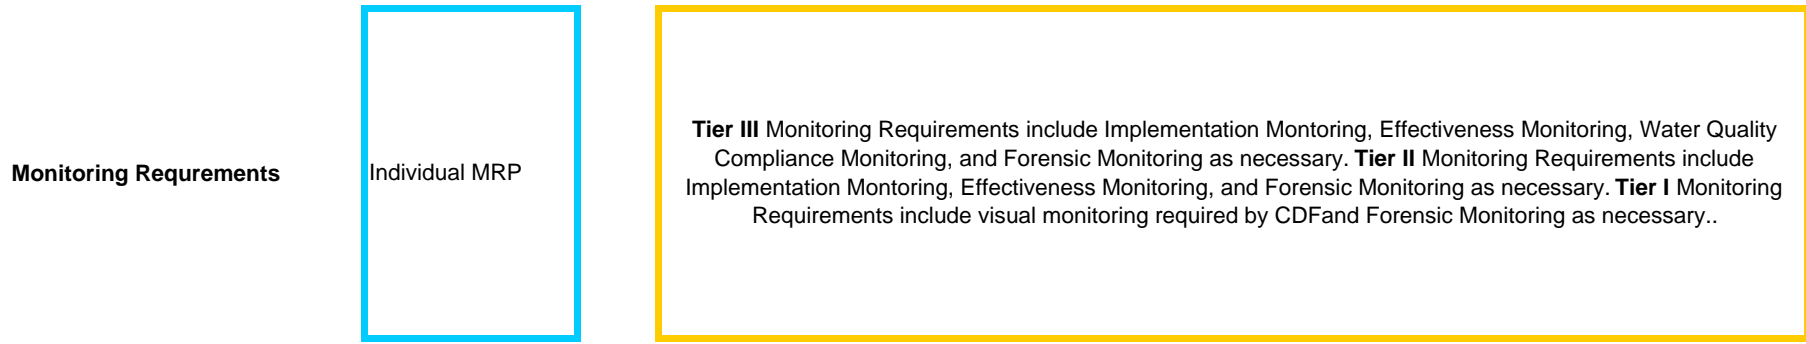 Monitoring Requrements
Individual MRP
Tier III Monitoring Requirements include Implementation Montoring, Effectiveness Monitoring, Water Quality
Compliance Monitoring, and Forensic Monitoring as necessary. Tier II Monitoring Requirements include
Implementation Montoring, Effectiveness Monitoring, and Forensic Monitoring as necessary. Tier I Monitoring
Requirements include visual monitoring required by CDFand Forensic Monitoring as necessary..